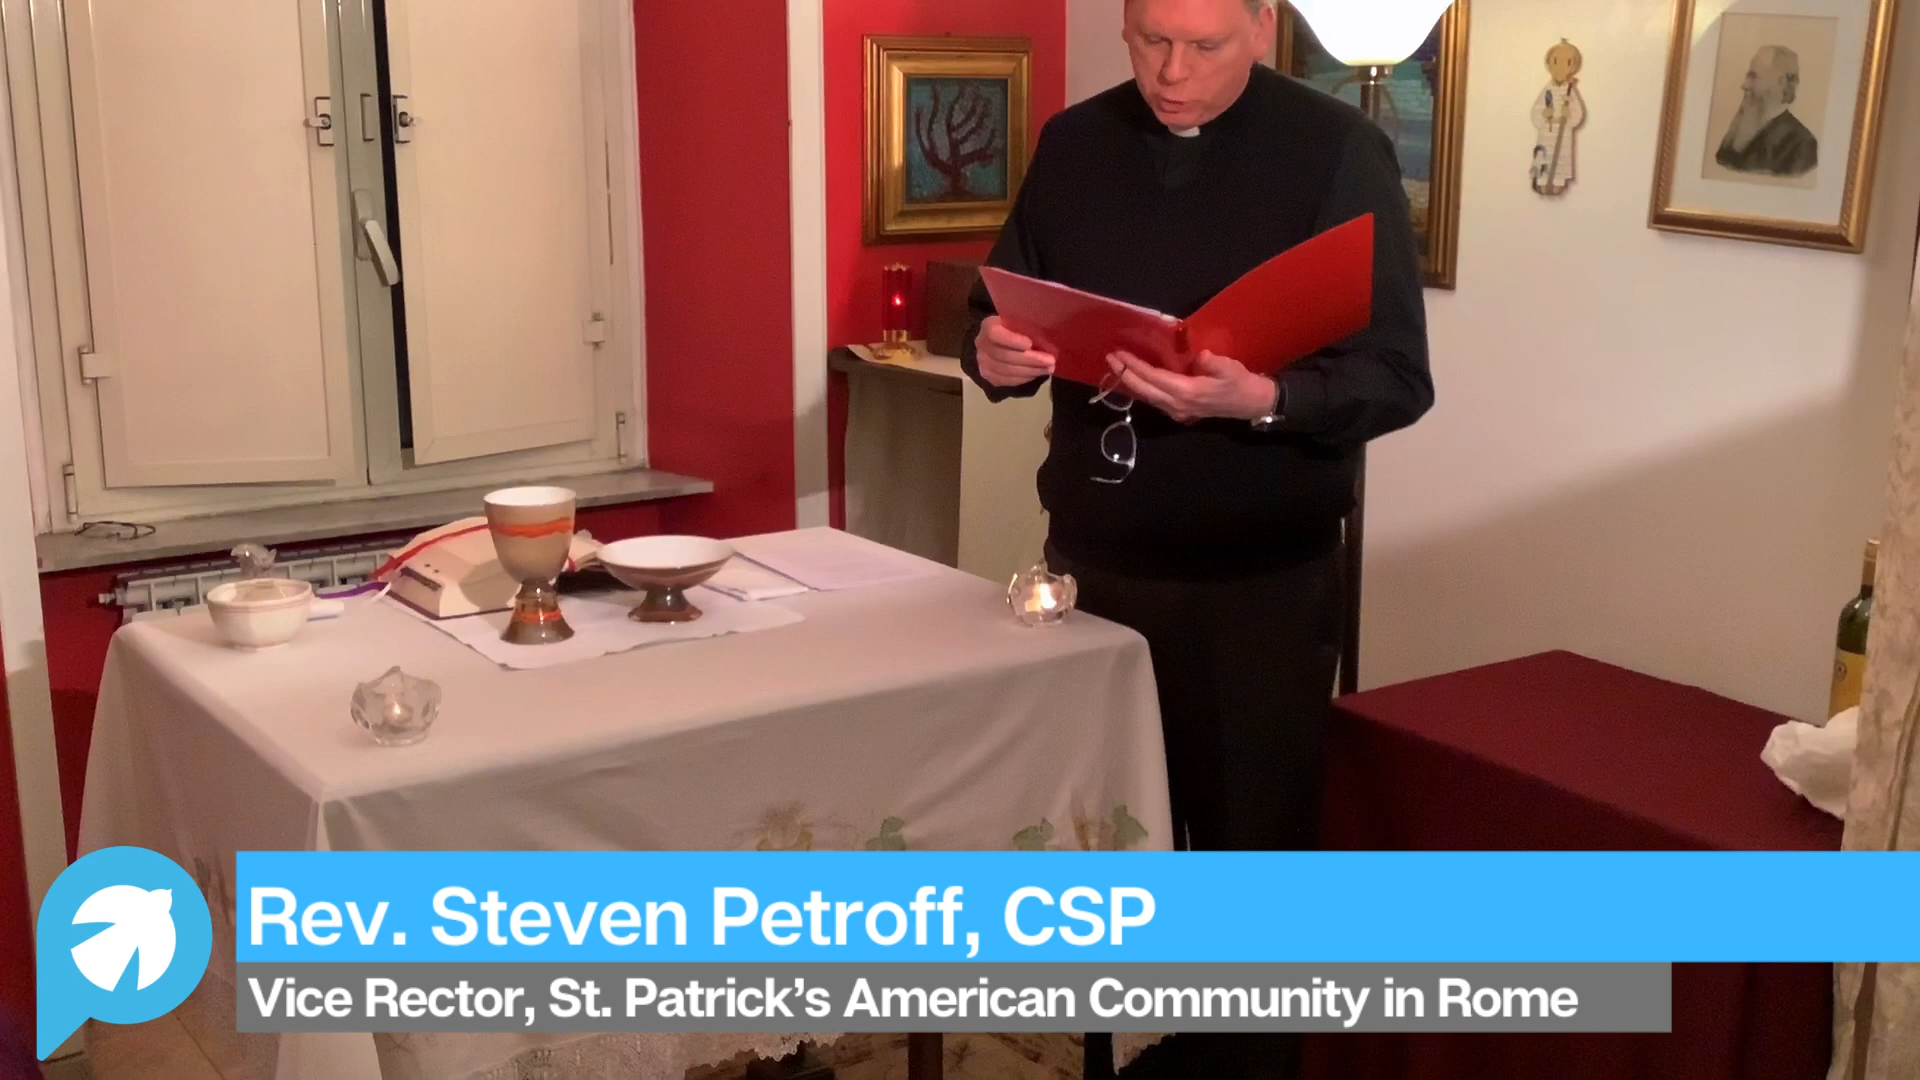 Rev. Steven Petroff, CSP
Vice Rector, St. Patrick’s American Community in Rome